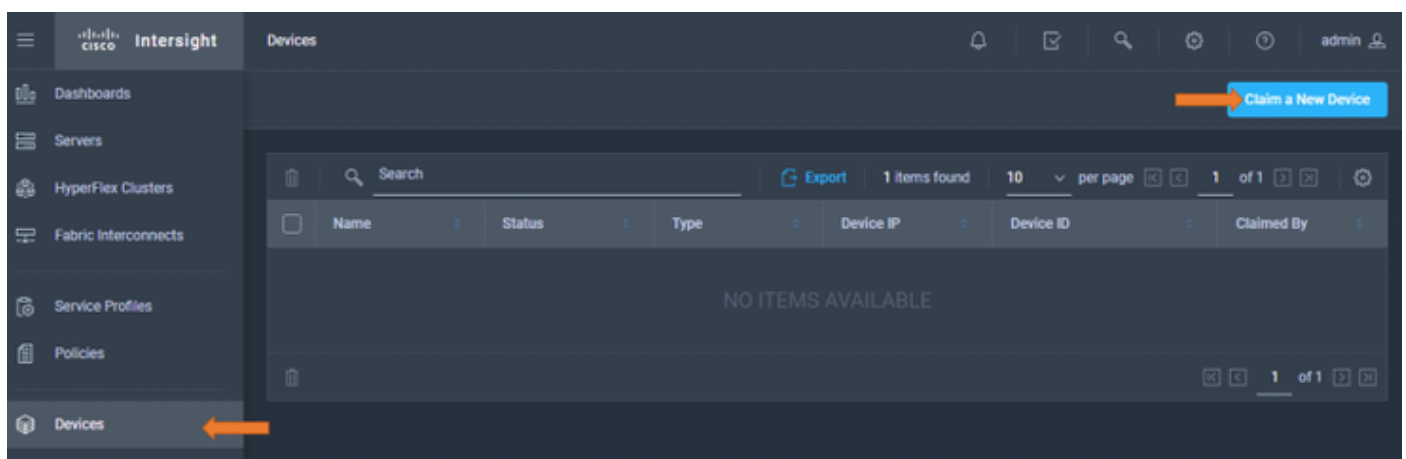 CISCO Intersight Devices admin
Dashboards
Claim a New Device
Servers
HyperFlex Clusters
Search Export 1 items found 10 per page 1 of 1
Fabric Interconnects
Name Status Type Device IP Device ID Claimed By
NO ITEMS AVAILABLE
Service Profiles
Policies
1 of 1
Devices